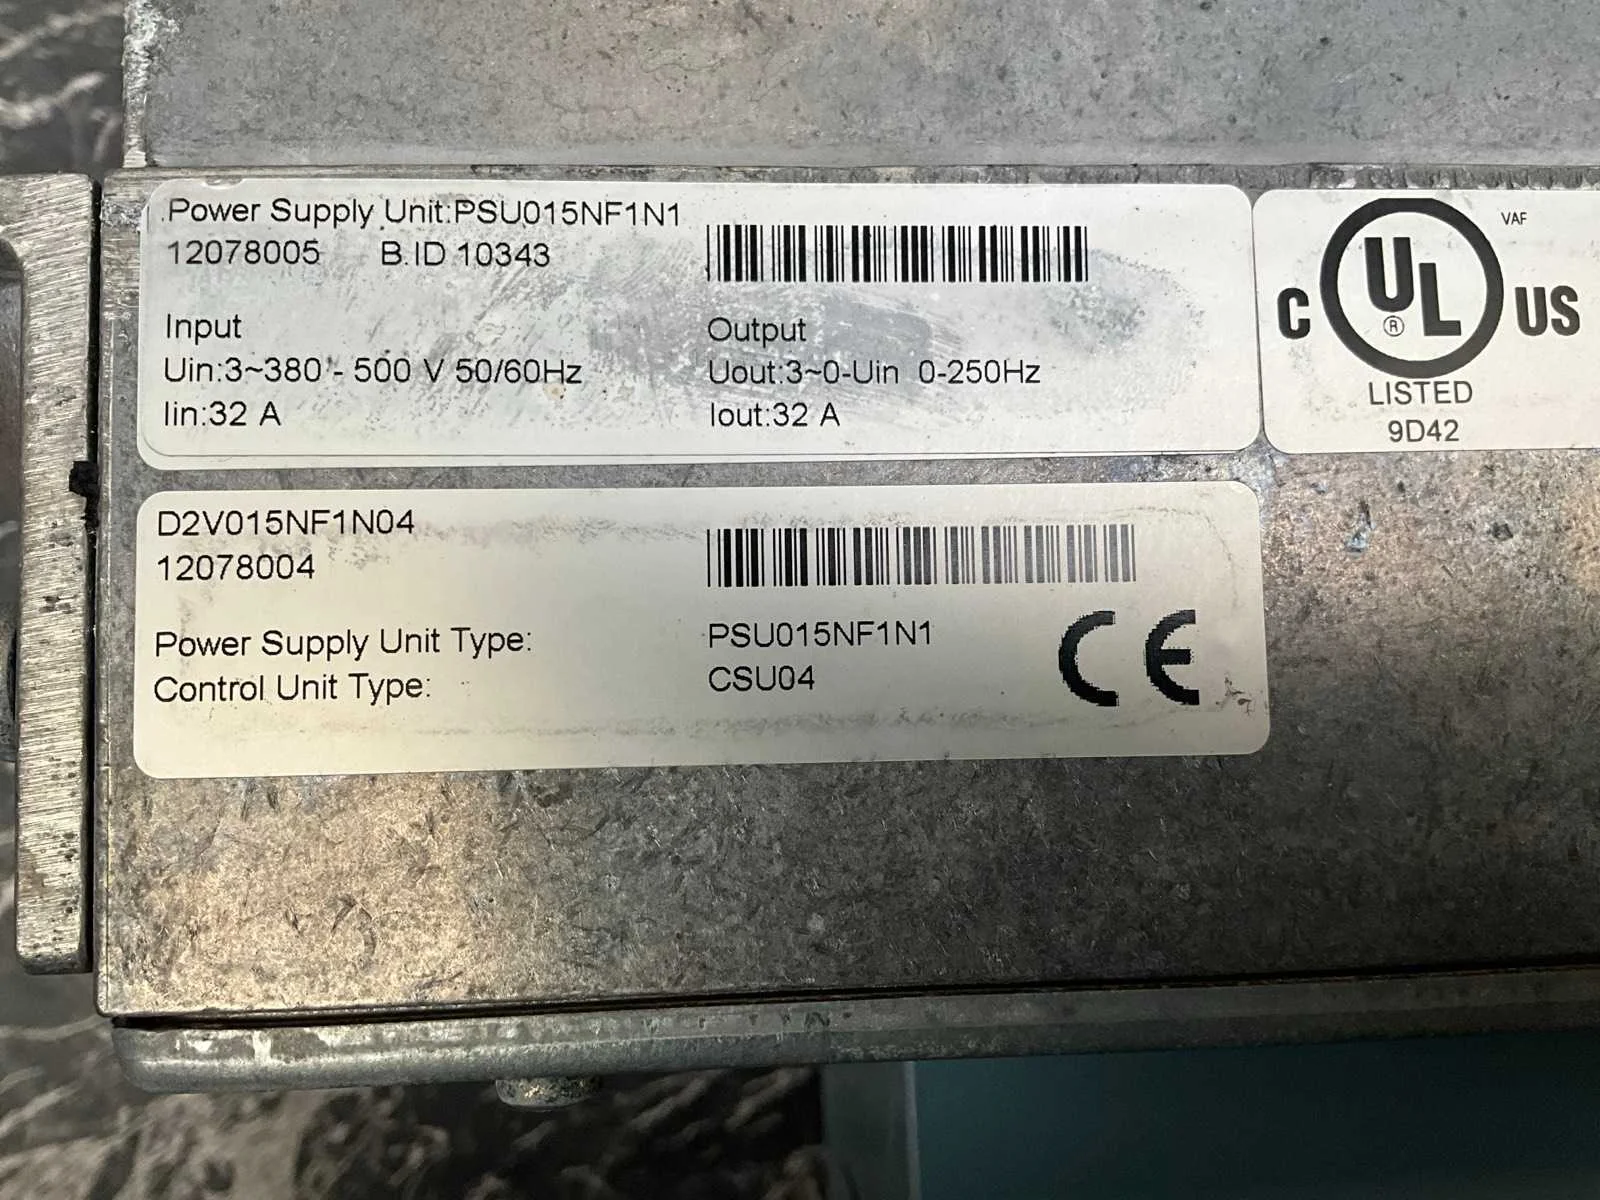 Power Supply Unit:PSU015NF1N1
12078005 B.ID 10343
Input
Uin:3~380 - 500 V 50/60Hz
Iin:32 A
Output
Uout:3~0-Uin 0-250Hz
Iout:32 A
VAF
C UL US
®
LISTED
9D42
D2V015NF1N04
12078004
Power Supply Unit Type: PSU015NF1N1
Control Unit Type: CSU04
CE